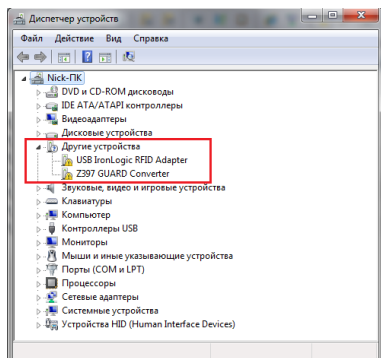 Диспетчер устройств
Файл Действие Вид Справка
Nick-ПК
DVD и CD-ROM дисководы
IDE ATA/ATAPI контроллеры
Видеоадаптеры
Дисковые устройства
Другие устройства
USB IronLogic RFID Adapter
Z397 GUARD Converter
Звуковые, видео и игровые устройства
Клавиатуры
Компьютер
Контроллеры USB
Мониторы
Мыши и иные указывающие устройства
Порты (COM и LPT)
Процессоры
Сетевые адаптеры
Системные устройства
Устройства HID (Human Interface Devices)